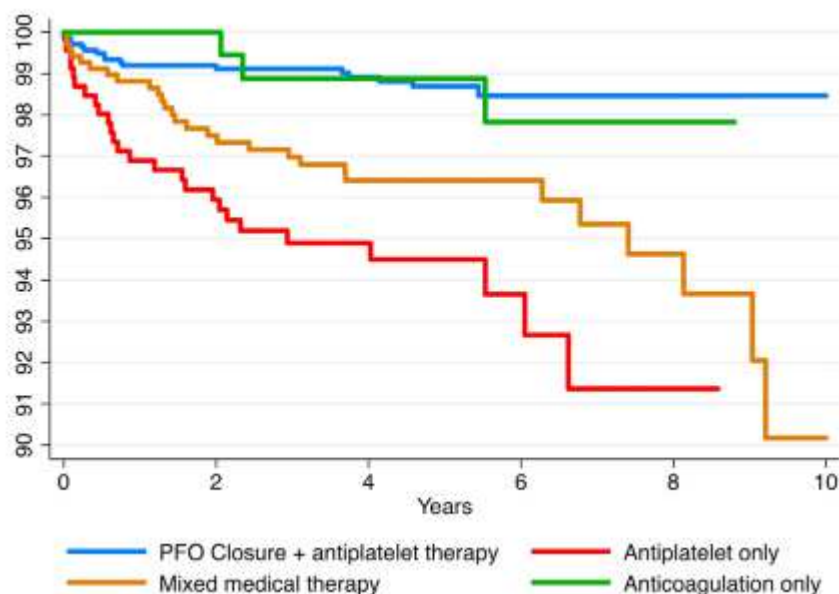 100
99
98
97
96
95
94
93
92
91
90
0 2 4 6 8 10
Years
PFO Closure + antiplatelet therapy Antiplatelet only
Mixed medical therapy Anticoagulation only